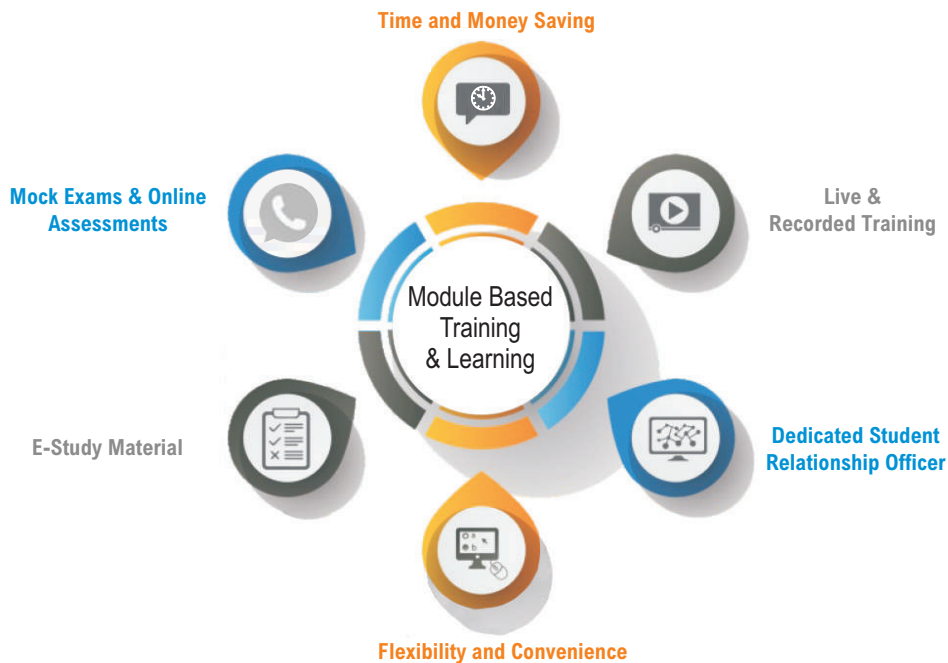 Time and Money Saving
Mock Exams & Online
Assessments
Live &
Recorded Training
Module Based
Training
& Learning
E-Study Material
Dedicated Student
Relationship Officer
Flexibility and Convenience